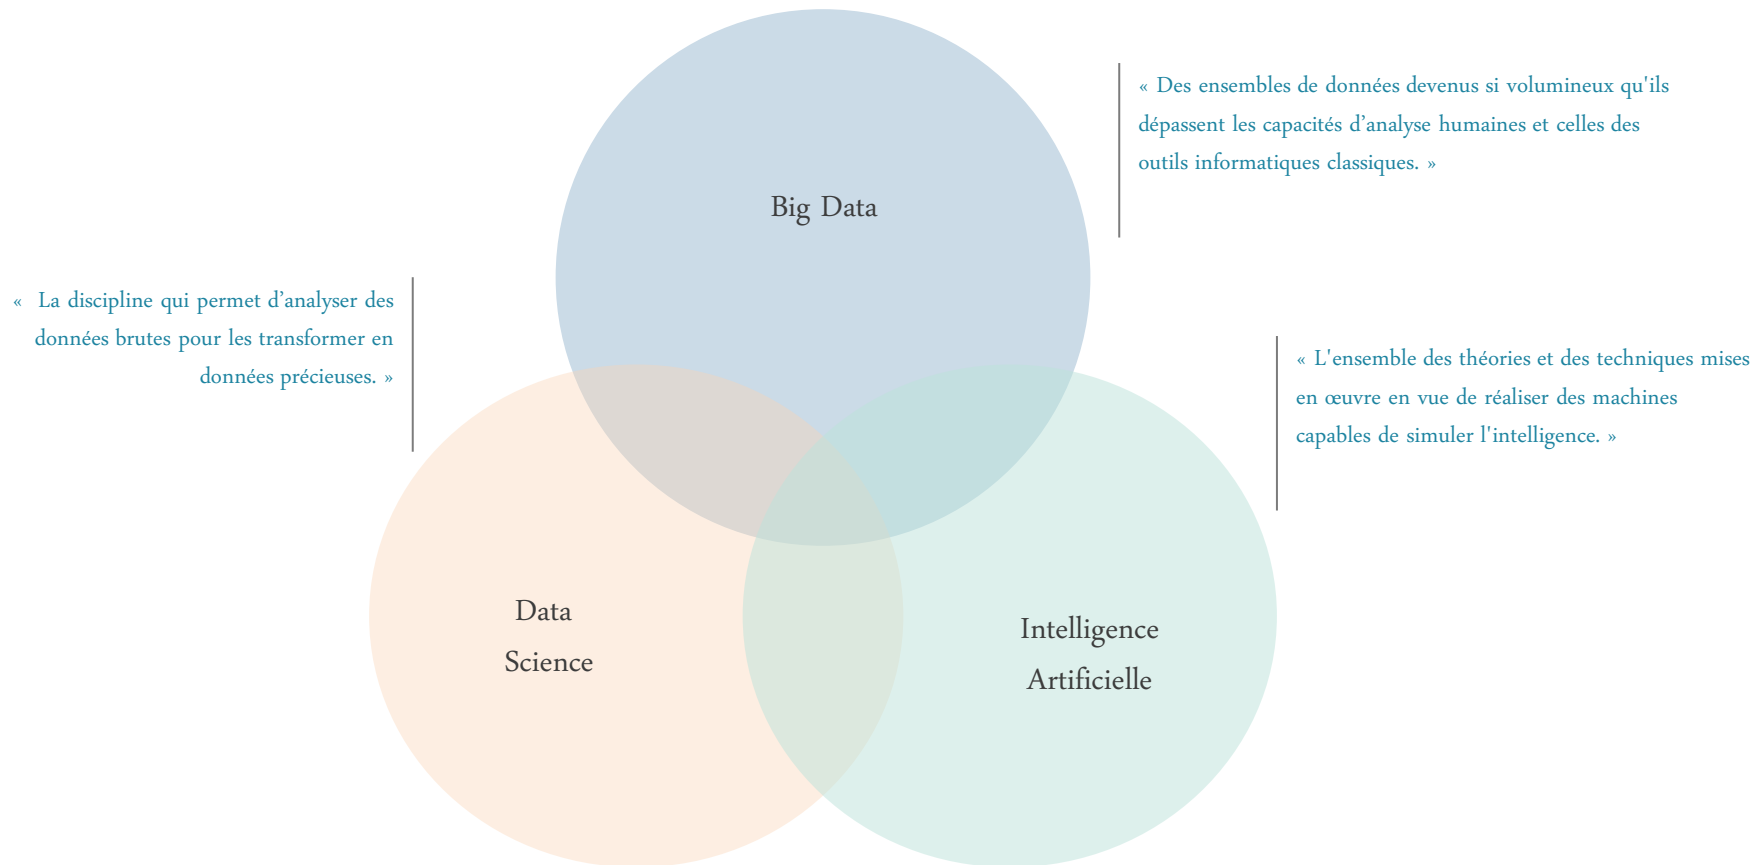 « Des ensembles de données devenus si volumineux qu'ils
dépassent les capacités d’analyse humaines et celles des
outils informatiques classiques. »
Big Data
«  La discipline qui permet d’analyser des
données brutes pour les transformer en
données précieuses. »
« L'ensemble des théories et des techniques mises
en œuvre en vue de réaliser des machines
capables de simuler l'intelligence. »
Data
Science
Intelligence
Artificielle